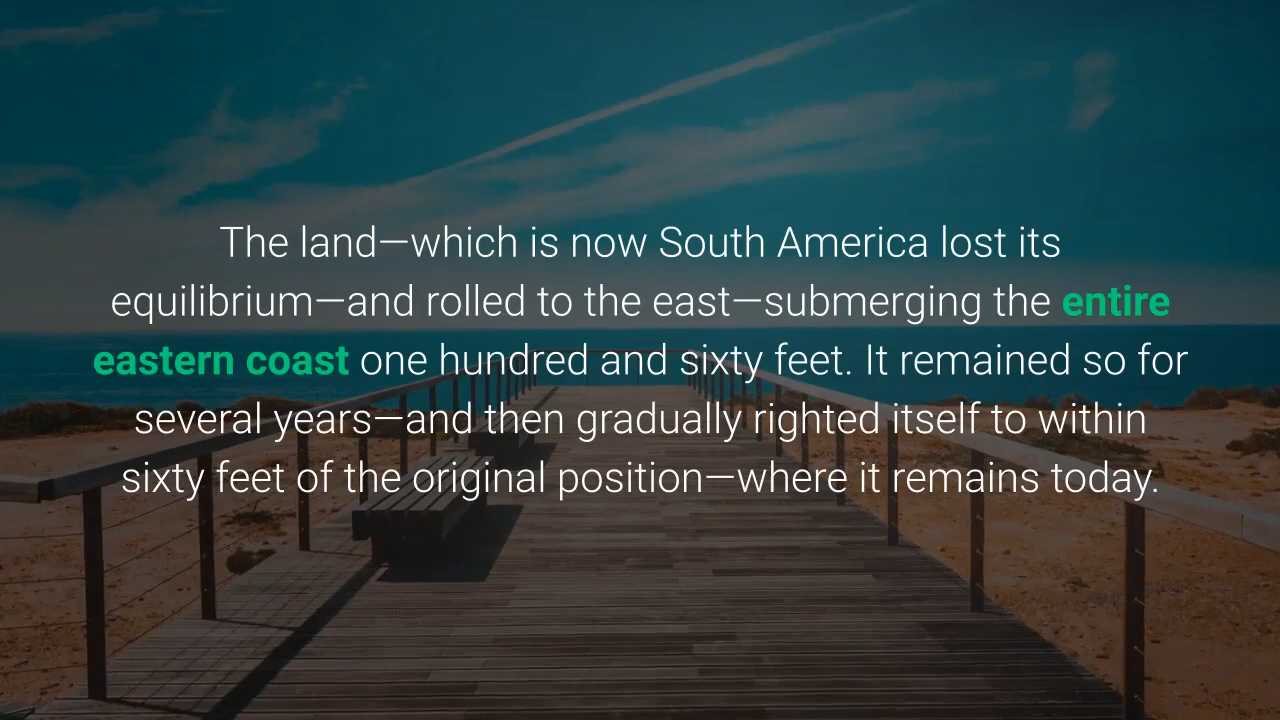 The land—which is now South America lost its
equilibrium—and rolled to the east—submerging the entire
eastern coast one hundred and sixty feet. It remained so for
several years—and then gradually righted itself to within
sixty feet of the original position—where it remains today.